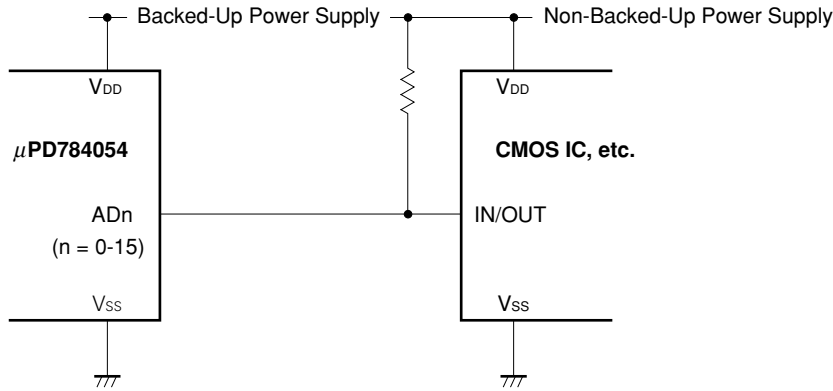 Backed-Up Power Supply
Non-Backed-Up Power Supply
VDD
VDD
μPD784054
CMOS IC, etc.
ADn
IN/OUT
(n = 0-15)
VSS
VSS